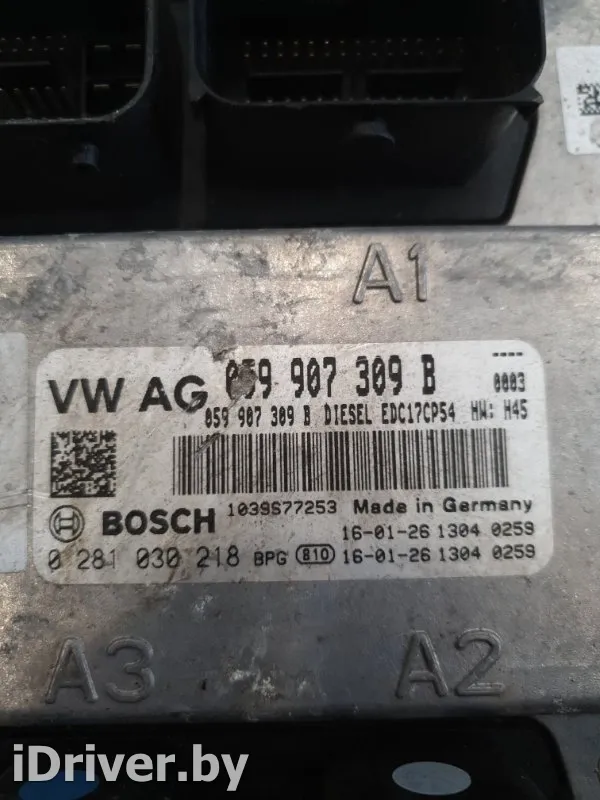 A1
VW AG 059 907 309 B
0003
059 907 309 B DIESEL EDC17CP54 HW: H45
1039S77253 Made in Germany
BOSCH 16-01-26 1304 0259
0 281 030 218 BPG 810 16-01-26 1304 0259
A3 A2
iDriver.by